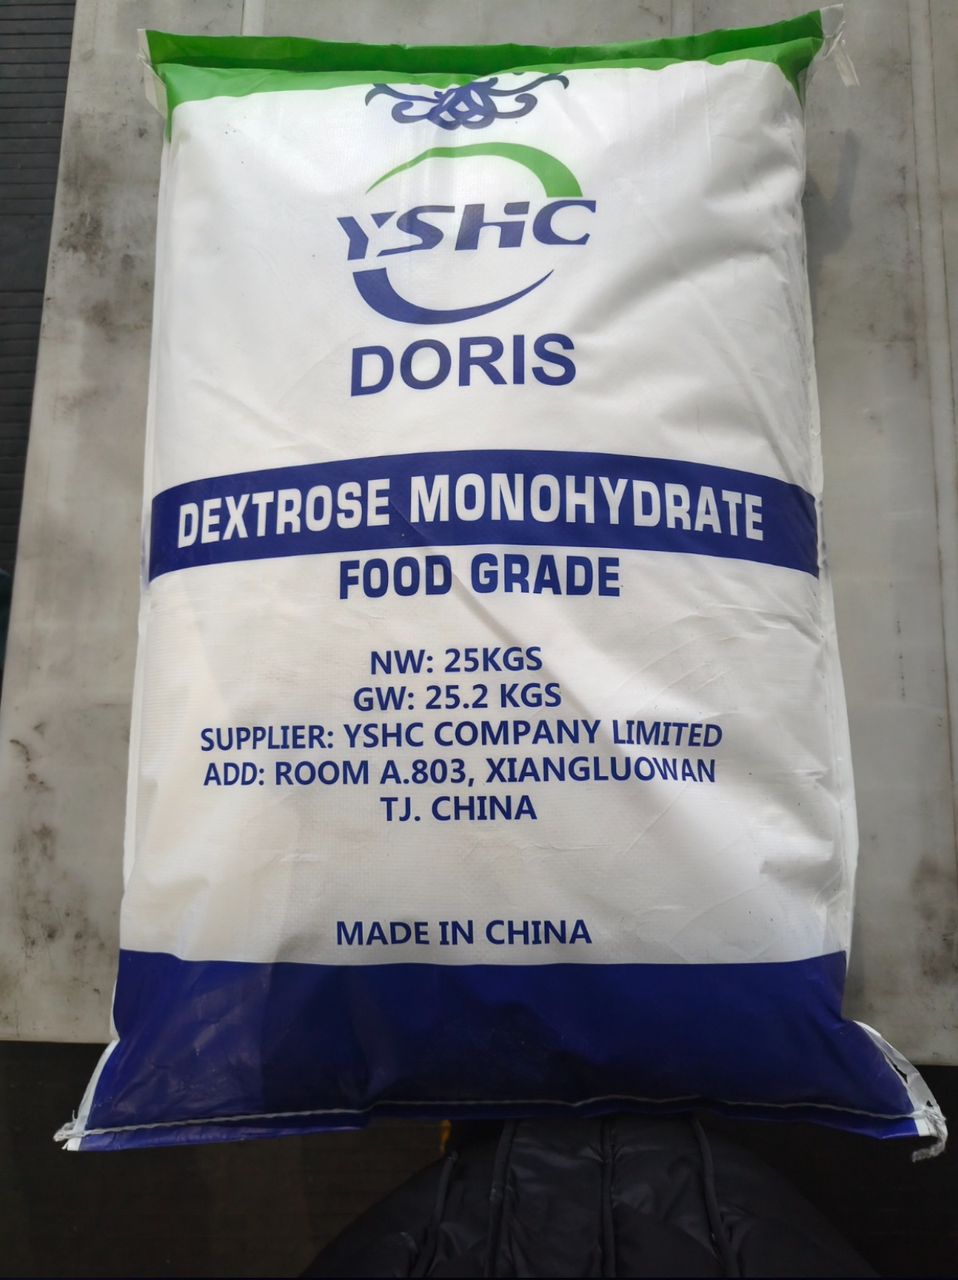 YSHC
DORIS
DEXTROSE MONOHYDRATE
FOOD GRADE
NW: 25KGS
GW: 25.2 KGS
SUPPLIER: YSHC COMPANY LIMITED
ADD: ROOM A.803, XIANGLUOWAN
TJ. CHINA
MADE IN CHINA